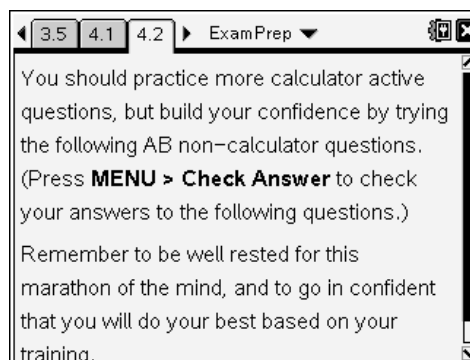 3.5 4.1 4.2 ExamPrep
You should practice more calculator active
questions, but build your confidence by trying
the following AB non-calculator questions.
(Press MENU > Check Answer to check
your answers to the following questions.)
Remember to be well rested for this
marathon of the mind, and to go in confident
that you will do your best based on your
training.